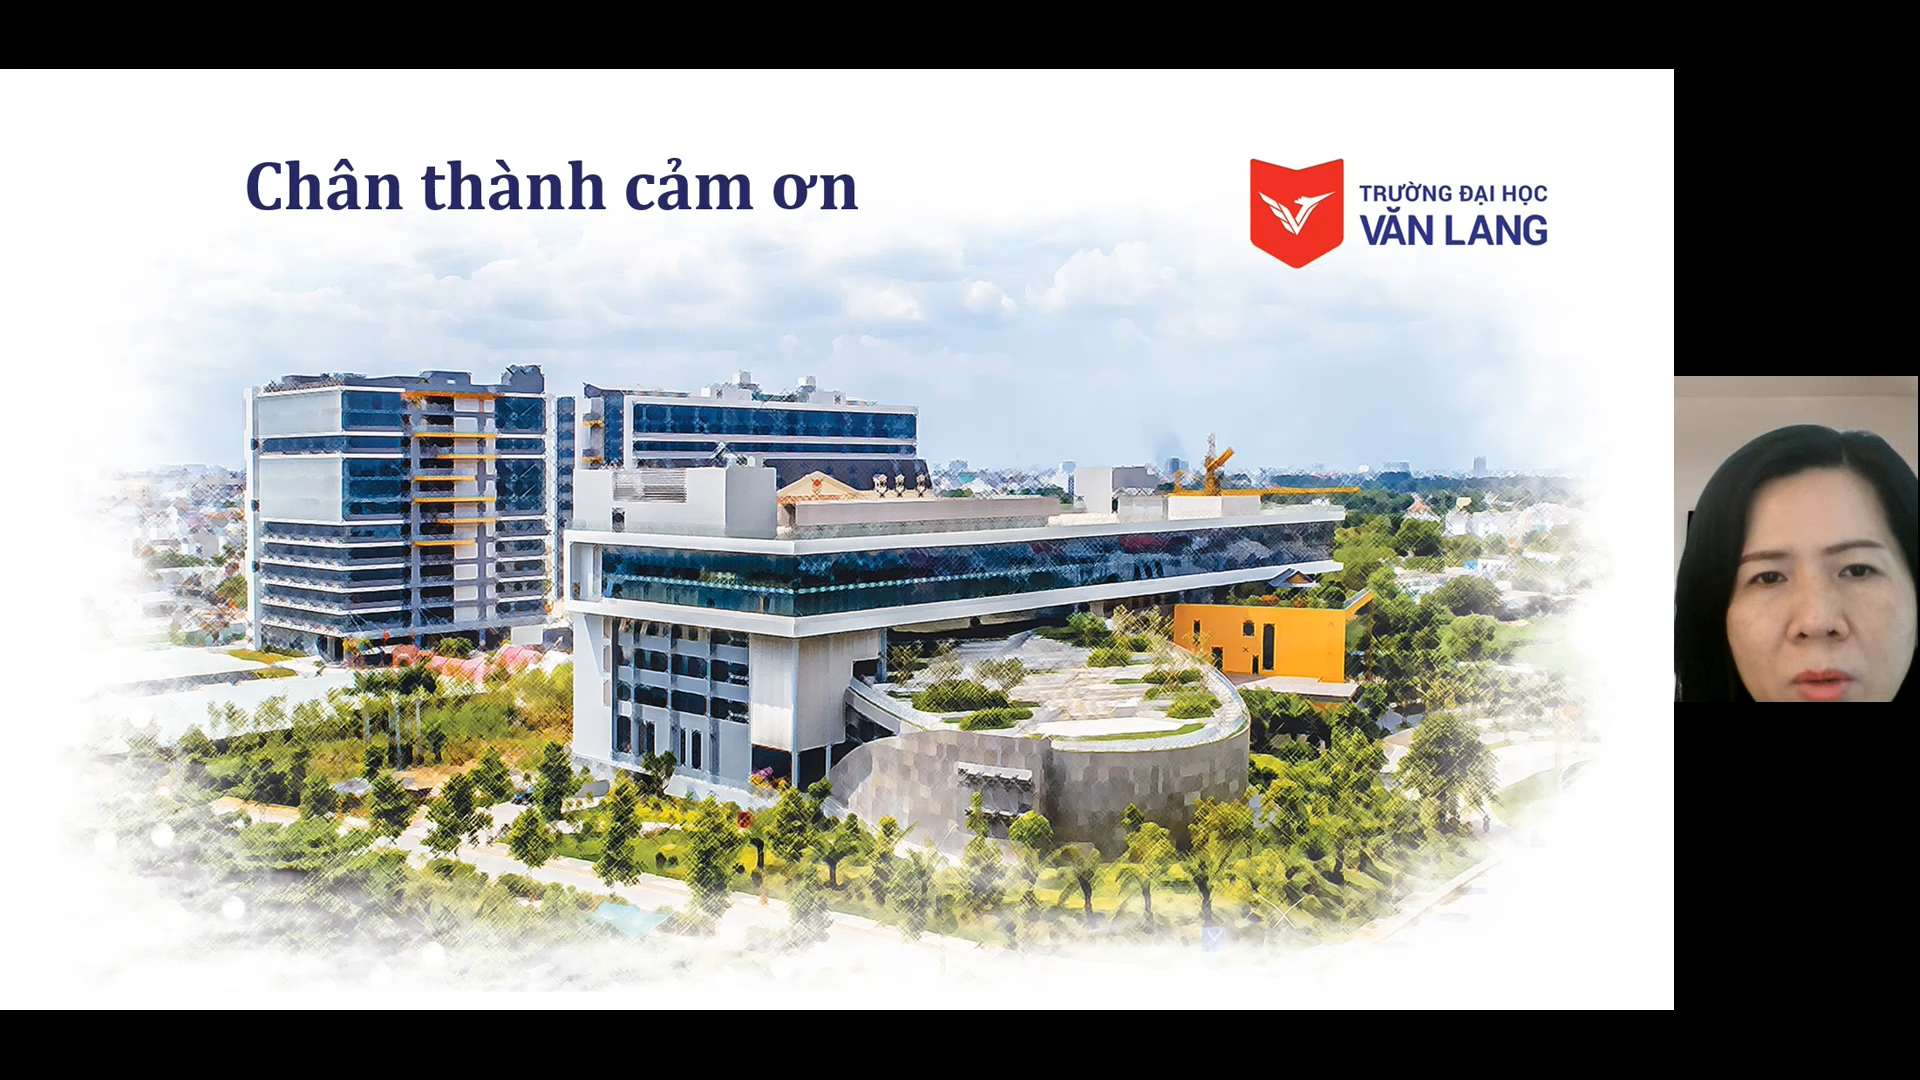 Chân thành cảm ơn
TRƯỜNG ĐẠI HỌC
VĂN LANG